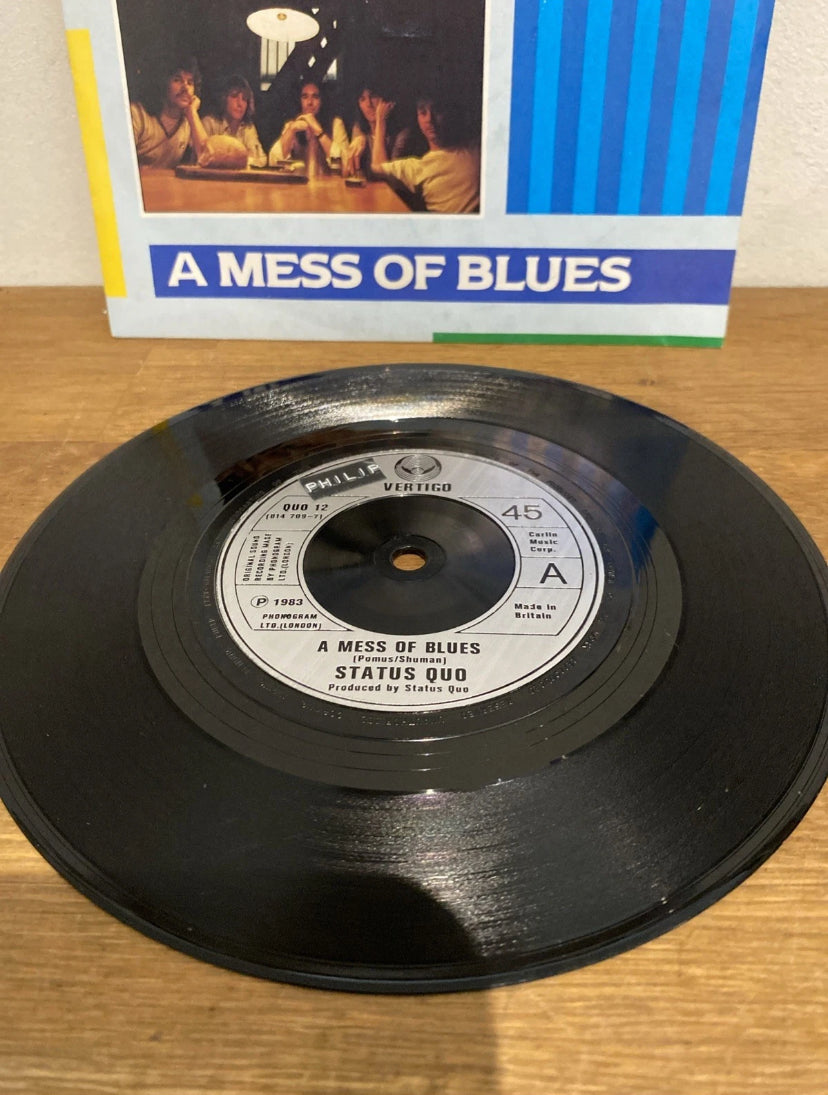 A MESS OF BLUES
PHILIP
VERTIGO
QUO 12
(814 709-7)
45
ORIGINAL SOUND
RECORDING MADE
BY PHONOGRAM
LTD.(LONDON)
Carlin
Music
Corp.
A
P 1983
PHONOGRAM
LTD.(LONDON)
Made in
Britain
A MESS OF BLUES
(Pomus/Shuman)
STATUS QUO
Produced by Status Quo